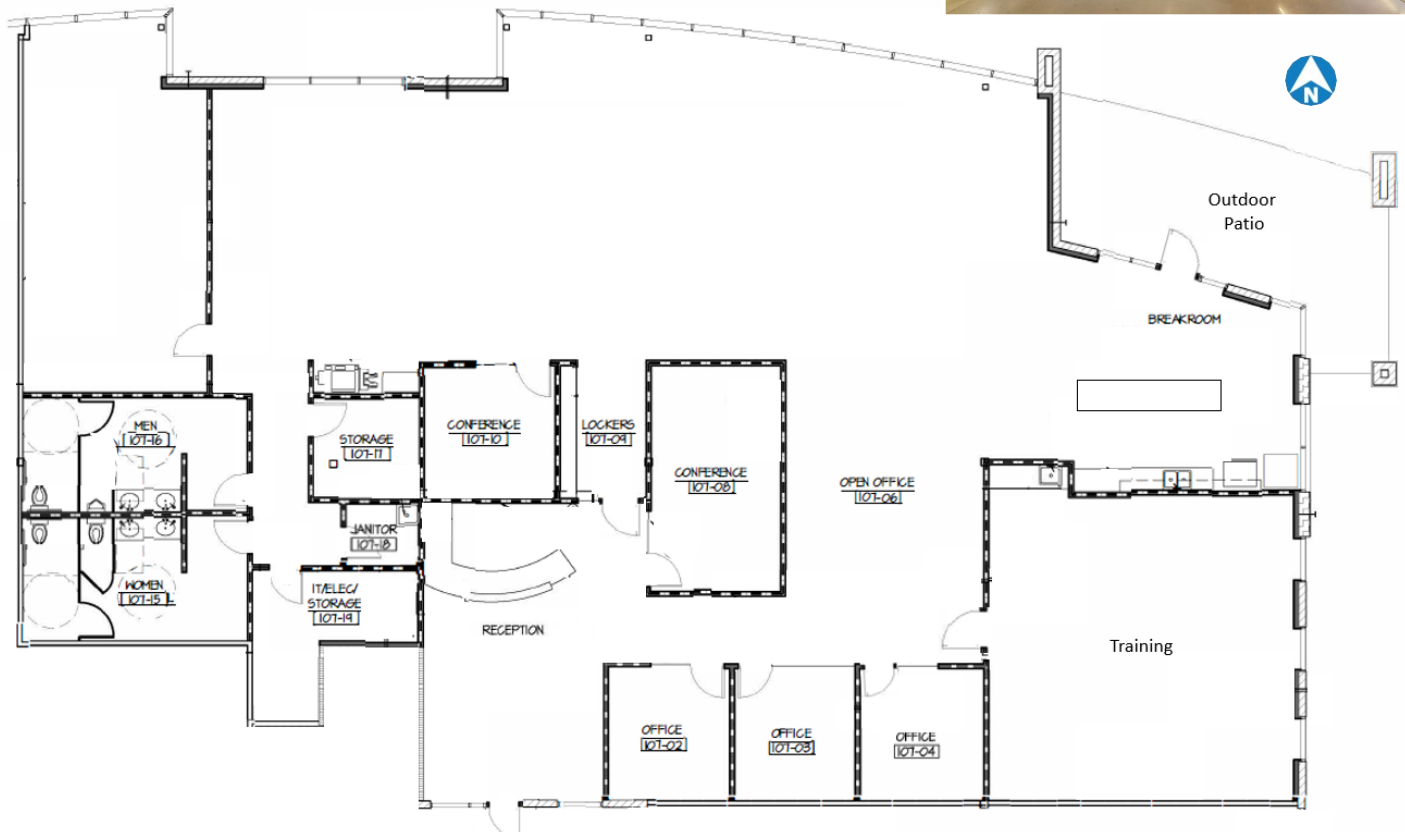 N
Outdoor
Patio
BREAKROOM
MEN
107-16
STORAGE
107-17
CONFERENCE
107-10
LOCKERS
107-09
CONFERENCE
107-08
OPEN OFFICE
107-06
JANITOR
107-18
WOMEN
107-15
IT/ELEC/
STORAGE
107-19
RECEPTION
Training
OFFICE
107-02
OFFICE
107-03
OFFICE
107-04